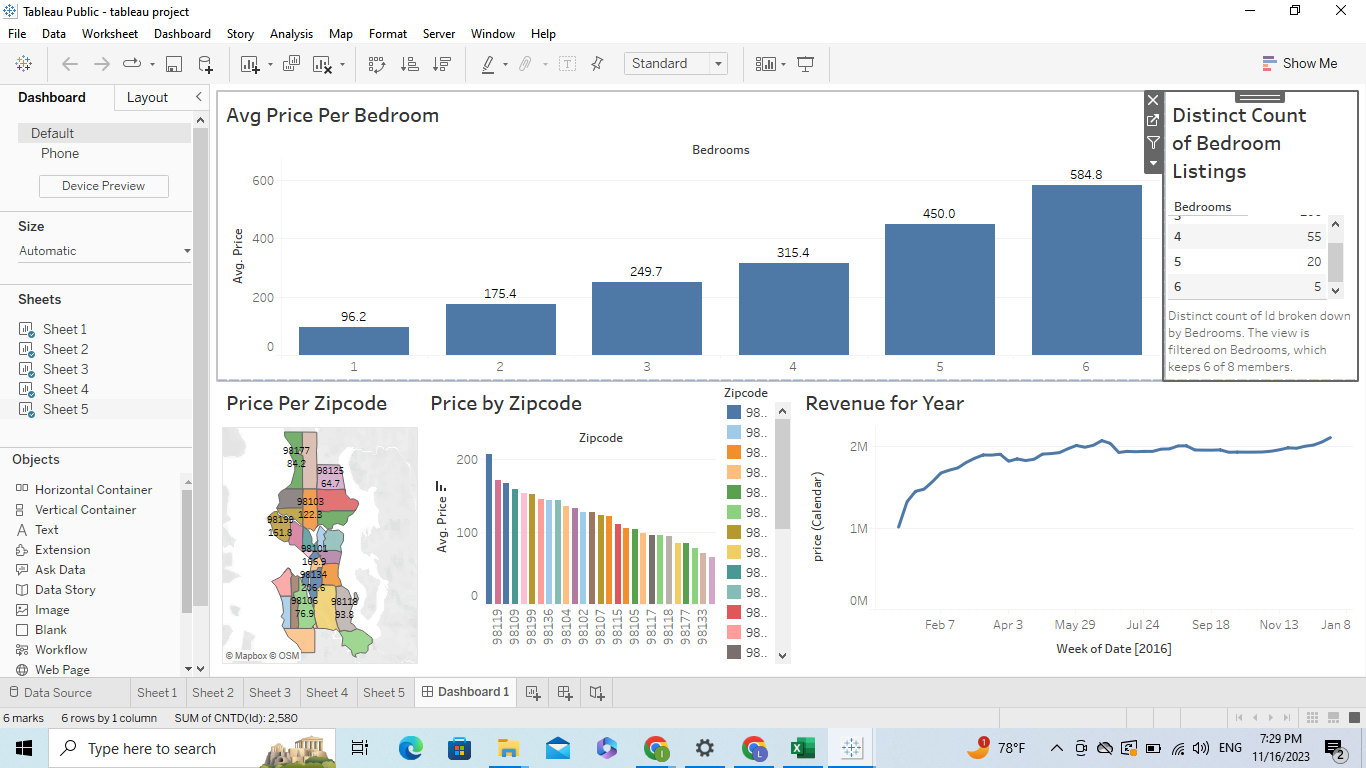 Tableau Public - tableau project
File Data Worksheet Dashboard Story Analysis Map Format Server Window Help
Standard
Show Me
Dashboard
Layout
Default
Phone
Device Preview
Size
Automatic
Sheets
Sheet 1
Sheet 2
Sheet 3
Sheet 4
Sheet 5
Objects
Horizontal Container
Vertical Container
Text
Extension
Ask Data
Data Story
Image
Blank
Workflow
Web Page
Avg Price Per Bedroom
Bedrooms
Avg. Price
600
400
200
0
96.2
175.4
249.7
315.4
450.0
584.8
1 2 3 4 5 6
Distinct Count
of Bedroom
Listings
Bedrooms
4 55
5 20
6 5
Distinct count of Id broken down
by Bedrooms. The view is
filtered on Bedrooms, which
keeps 6 of 8 members.
Price Per Zipcode
98177
84.2
98125
64.7
98103
122.3
98199
151.8
98101
166.9
98134
206.6
98106
76.9
98118
93.8
© Mapbox © OSM
Price by Zipcode
Zipcode
Avg. Price
200
100
0
98119 98109 98199 98136 98104 98102 98107 98115 98105 98117 98118 98177 98133
Zipcode
98..
98..
98..
98..
98..
98..
98..
98..
98..
98..
98..
98..
98..
Revenue for Year
price (Calendar)
2M
1M
0M
Feb 7 Apr 3 May 29 Jul 24 Sep 18 Nov 13 Jan 8
Week of Date [2016]
Data Source Sheet 1 Sheet 2 Sheet 3 Sheet 4 Sheet 5 Dashboard 1
6 marks 6 rows by 1 column SUM of CNTD(Id): 2,580
Type here to search
1
78°F
ENG
7:29 PM
11/16/2023
2